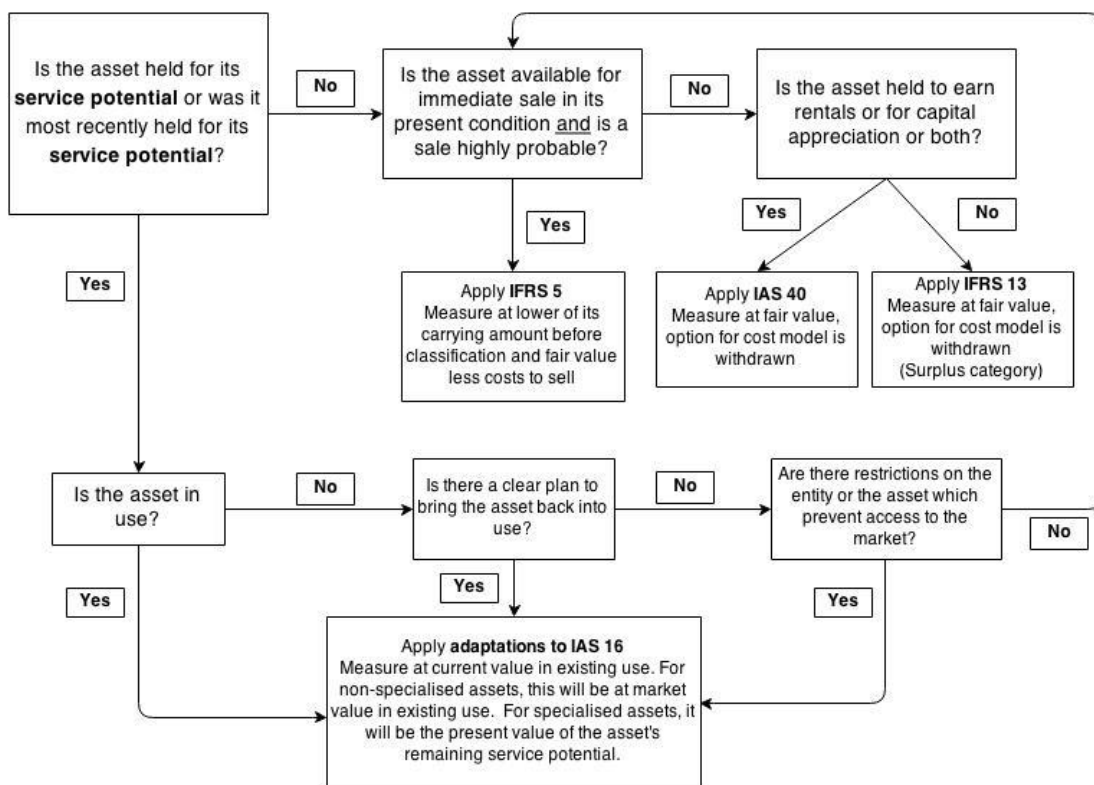 Is the asset held for its
service potential or was it
most recently held for its
service potential?
No
Is the asset available for
immediate sale in its
present condition and is a
sale highly probable?
No
Is the asset held to earn
rentals or for capital
appreciation or both?
Yes
Yes
Yes
No
Apply IFRS 5
Measure at lower of its
carrying amount before
classification and fair value
less costs to sell
Apply IAS 40
Measure at fair value,
option for cost model is
withdrawn
Apply IFRS 13
Measure at fair value,
option for cost model is
withdrawn
(Surplus category)
Is the asset in
use?
No
Is there a clear plan to
bring the asset back into
use?
No
Are there restrictions on the
entity or the asset which
prevent access to the
market?
No
Yes
Yes
Yes
Apply adaptations to IAS 16
Measure at current value in existing use. For
non-specialised assets, this will be at market
value in existing use.  For specialised assets, it
will be the present value of the asset's
remaining service potential.